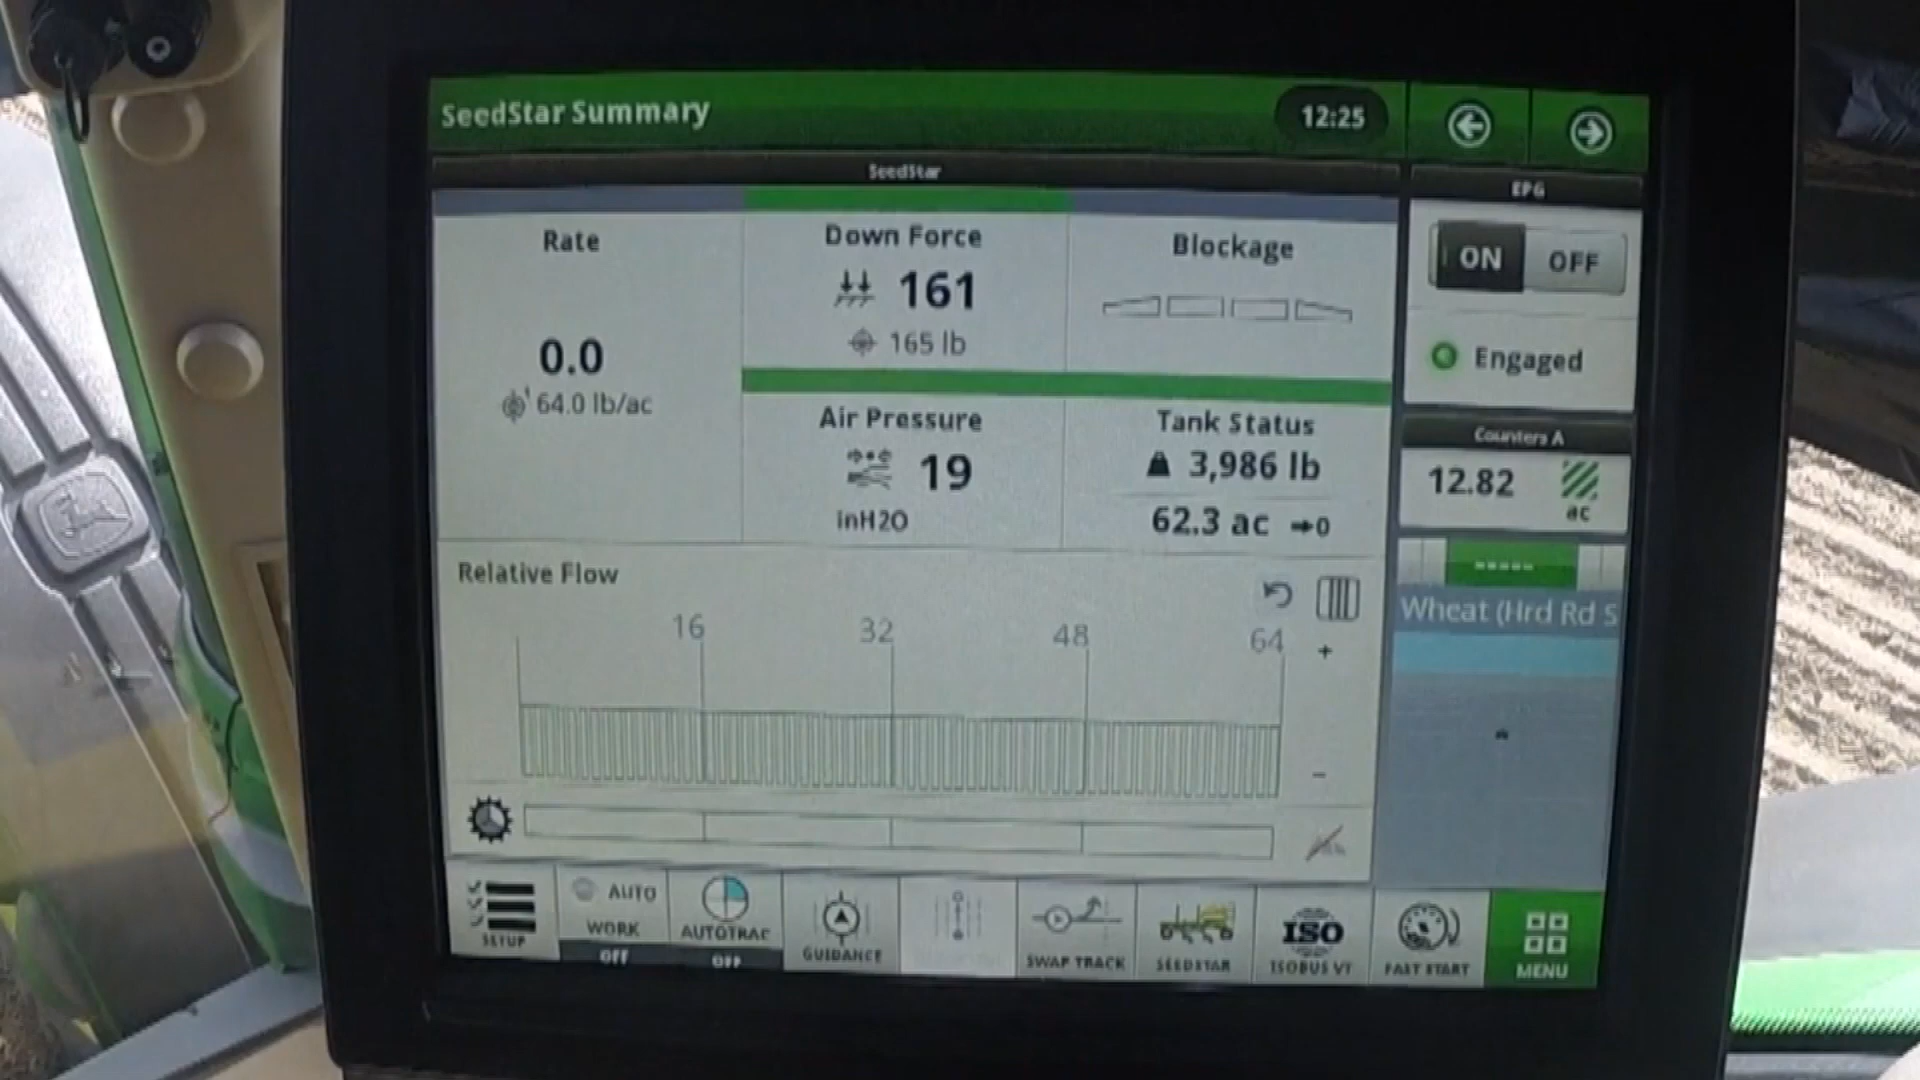 SeedStar Summary
12:25
SeedStar
EPG
Rate
0.0
64.0 lb/ac
Down Force
161
165 lb
Blockage
ON
OFF
Engaged
Air Pressure
19
inH2O
Tank Status
3,986 lb
62.3 ac →0
Counters A
12.82
ac
-----
Wheat (Hrd Rd S
Relative Flow
16
32
48
64
+
-
SETUP
AUTO
WORK
OFF
AUTOTRAC
OFF
GUIDANCE
SWAP TRACK
SEEDSTAR
ISO
ISOBUS VT
FAST START
MENU